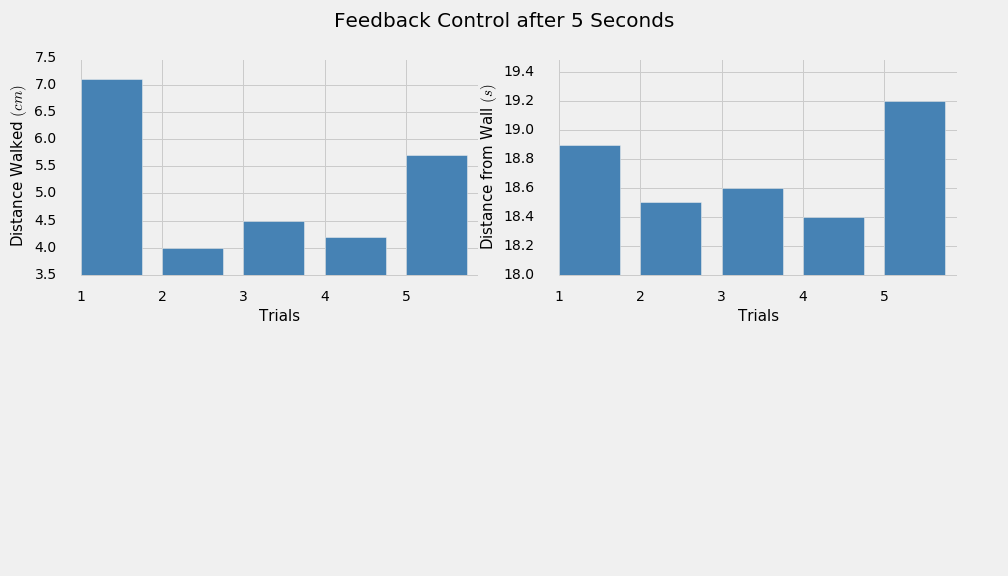 Feedback Control after 5 Seconds
Distance Walked (cm)
7.5
7.0
6.5
6.0
5.5
5.0
4.5
4.0
3.5
1 2 3 4 5
Trials
Distance from Wall (s)
19.4
19.2
19.0
18.8
18.6
18.4
18.2
18.0
1 2 3 4 5
Trials